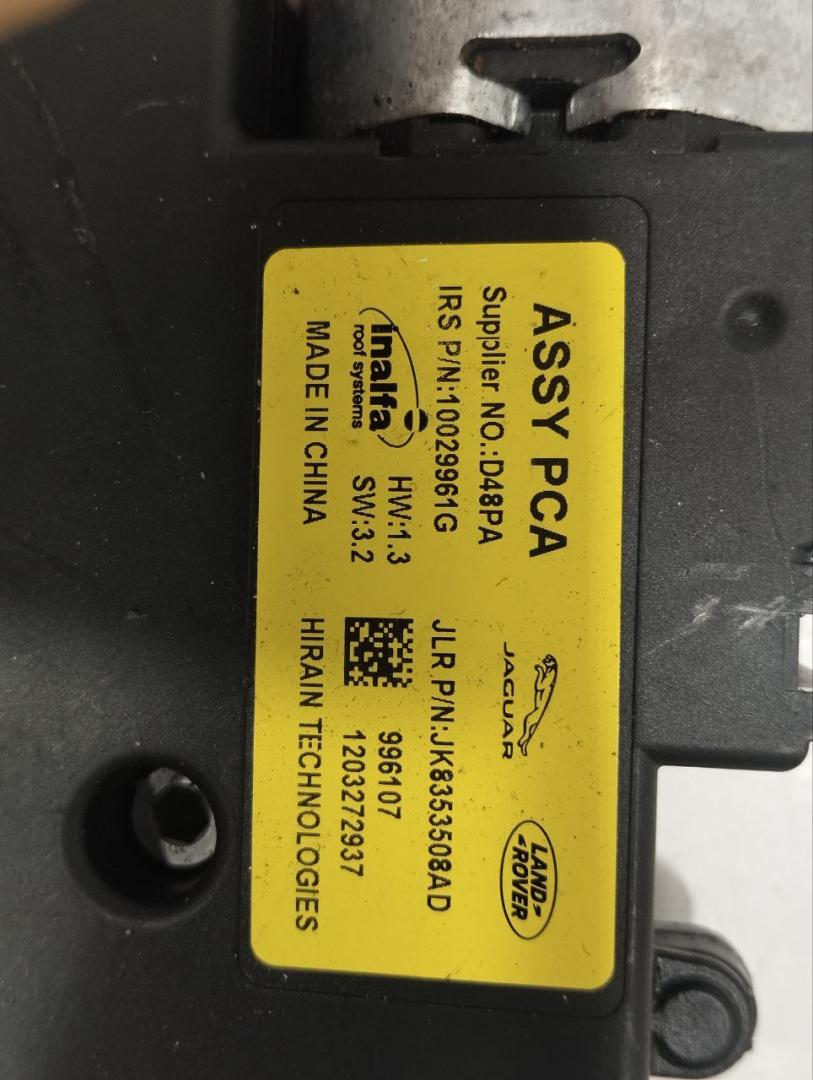 ASSY PCA
JAGUAR
LAND-
-ROVER
Supplier NO.:D48PA
IRS P/N:10029961G
JLR P/N:JK8353508AD
inalfa
roof systems
HW:1.3
SW:3.2
996107
1203272937
MADE IN CHINA
HIRAIN TECHNOLOGIES